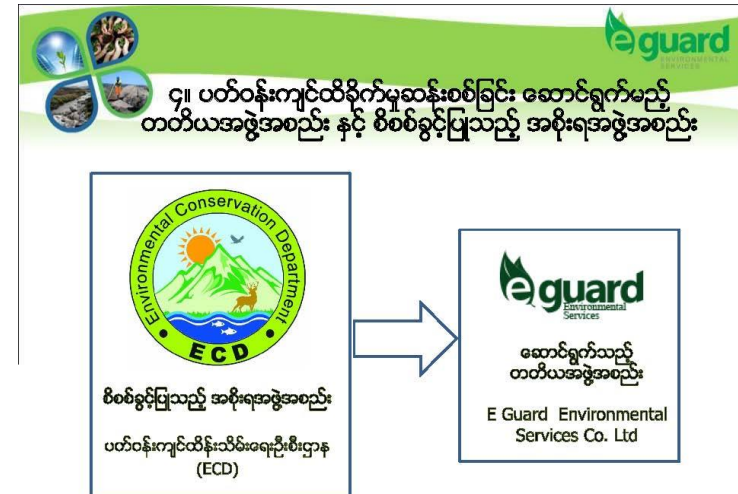 eguard
ENVIRONMENTAL
SERVICES
၄။ ပတ်ဝန်းကျင်ထိခိုက်မှုဆန်းစစ်ခြင်း ဆောင်ရွက်မည့်
တတိယအဖွဲ့အစည်း နှင့် စိစစ်ခွင့်ပြုသည့် အစိုးရအဖွဲ့အစည်း
Environmental Conservation Department
ECD
စိစစ်ခွင့်ပြုသည့် အစိုးရအဖွဲ့အစည်း
ပတ်ဝန်းကျင်ထိန်းသိမ်းရေးဦးစီးဌာန
(ECD)
eguard
Environmental
Services
ဆောင်ရွက်သည့်
တတိယအဖွဲ့အစည်း
E Guard Environmental
Services Co. Ltd